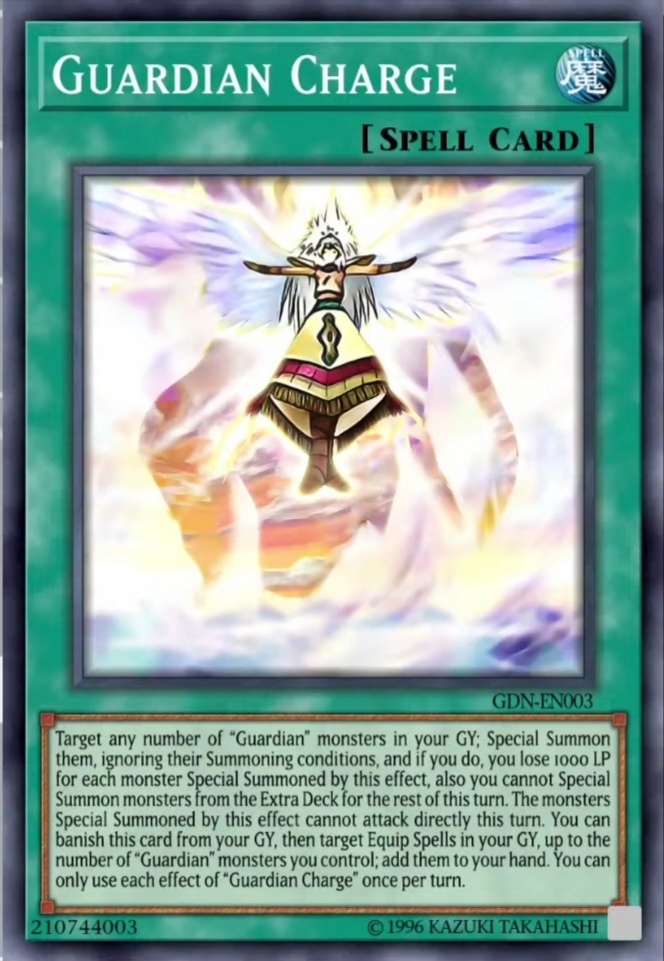 GUARDIAN CHARGE
SPELL
魔
[SPELL CARD]
GDN-EN003
Target any number of “Guardian” monsters in your GY; Special Summon
them, ignoring their Summoning conditions, and if you do, you lose 1000 LP
for each monster Special Summoned by this effect, also you cannot Special
Summon monsters from the Extra Deck for the rest of this turn. The monsters
Special Summoned by this effect cannot attack directly this turn. You can
banish this card from your GY, then target Equip Spells in your GY, up to the
number of “Guardian” monsters you control; add them to your hand. You can
only use each effect of “Guardian Charge” once per turn.
210744003
©1996 KAZUKI TAKAHASHI